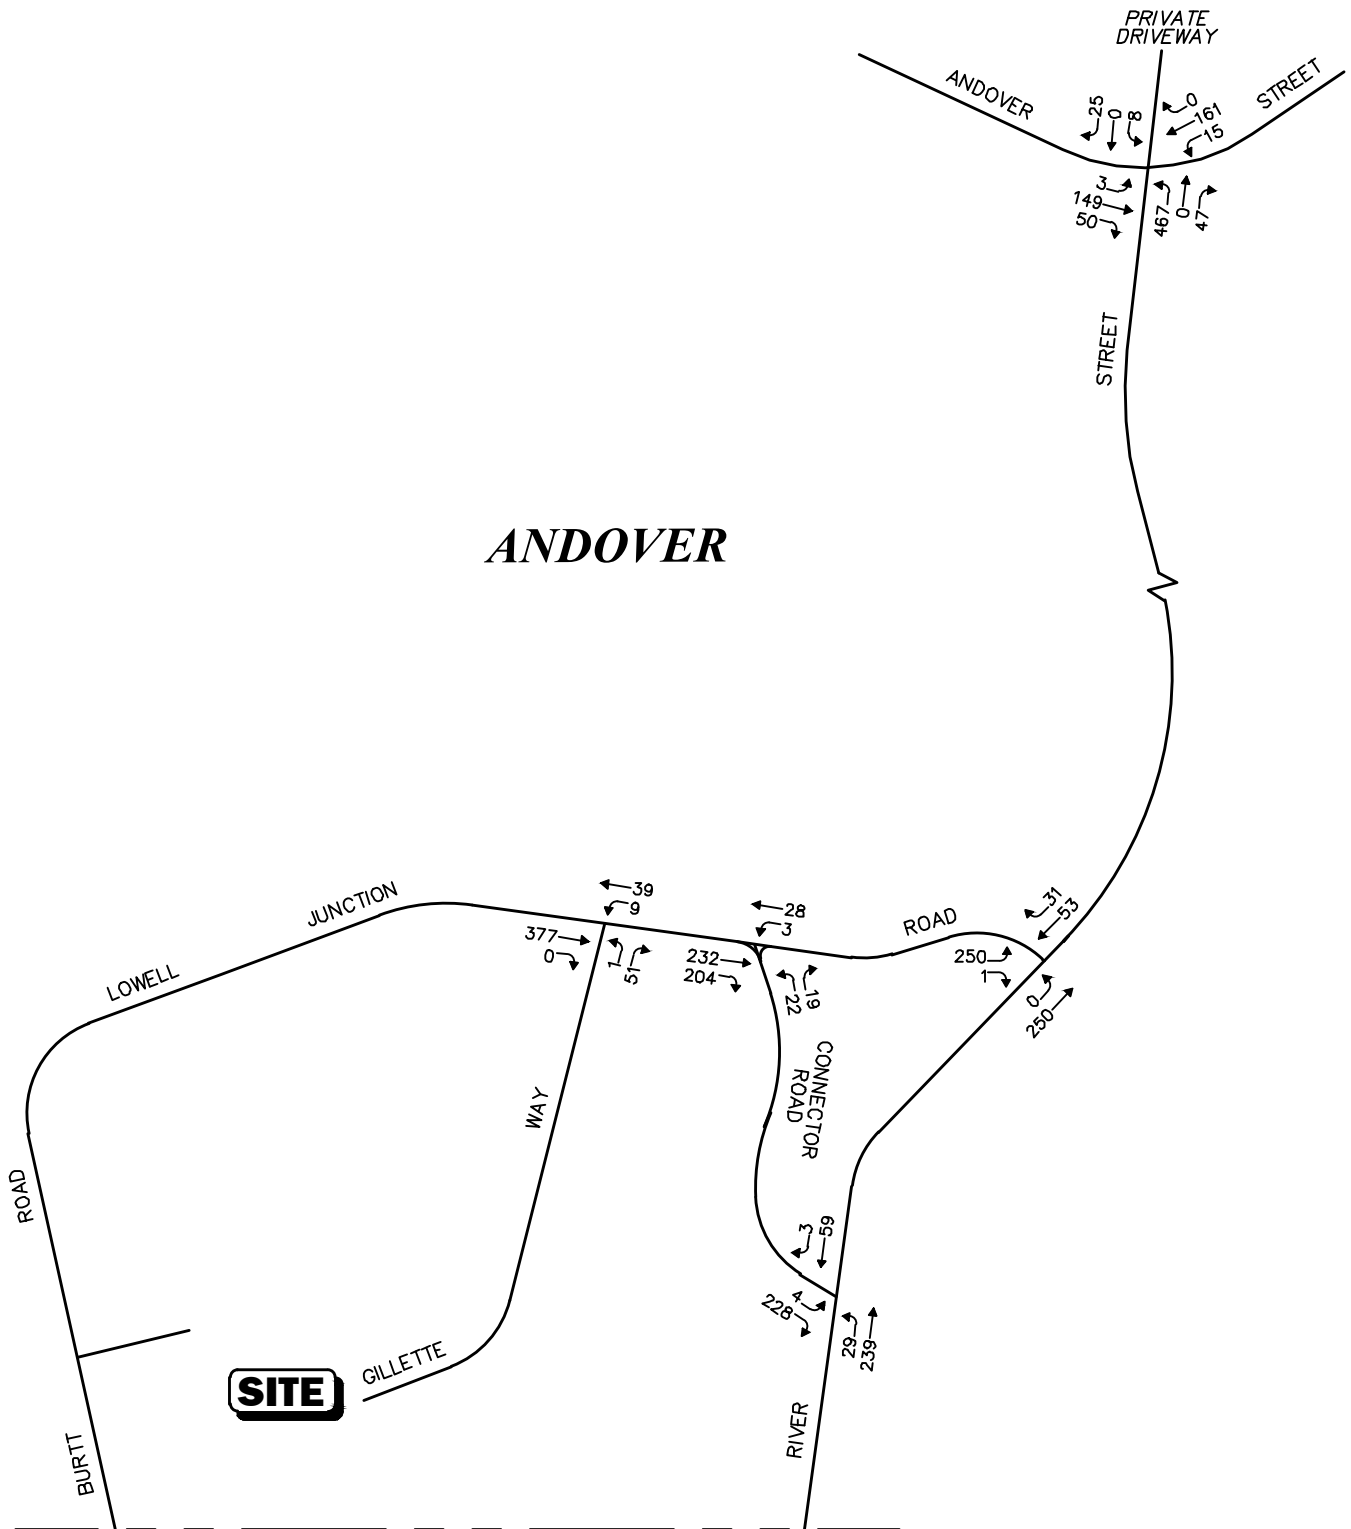 PRIVATE
DRIVEWAY
ANDOVER
STREET
25
0
8
0
161
15
3
149
50
467
0
47
STREET
ANDOVER
JUNCTION
LOWELL
ROAD
39
9
377
0
1
51
28
3
232
204
22
19
ROAD
31
53
250
1
0
250
CONNECTOR
ROAD
WAY
ROAD
3
59
4
228
29
239
SITE
GILLETTE
BURTT
RIVER